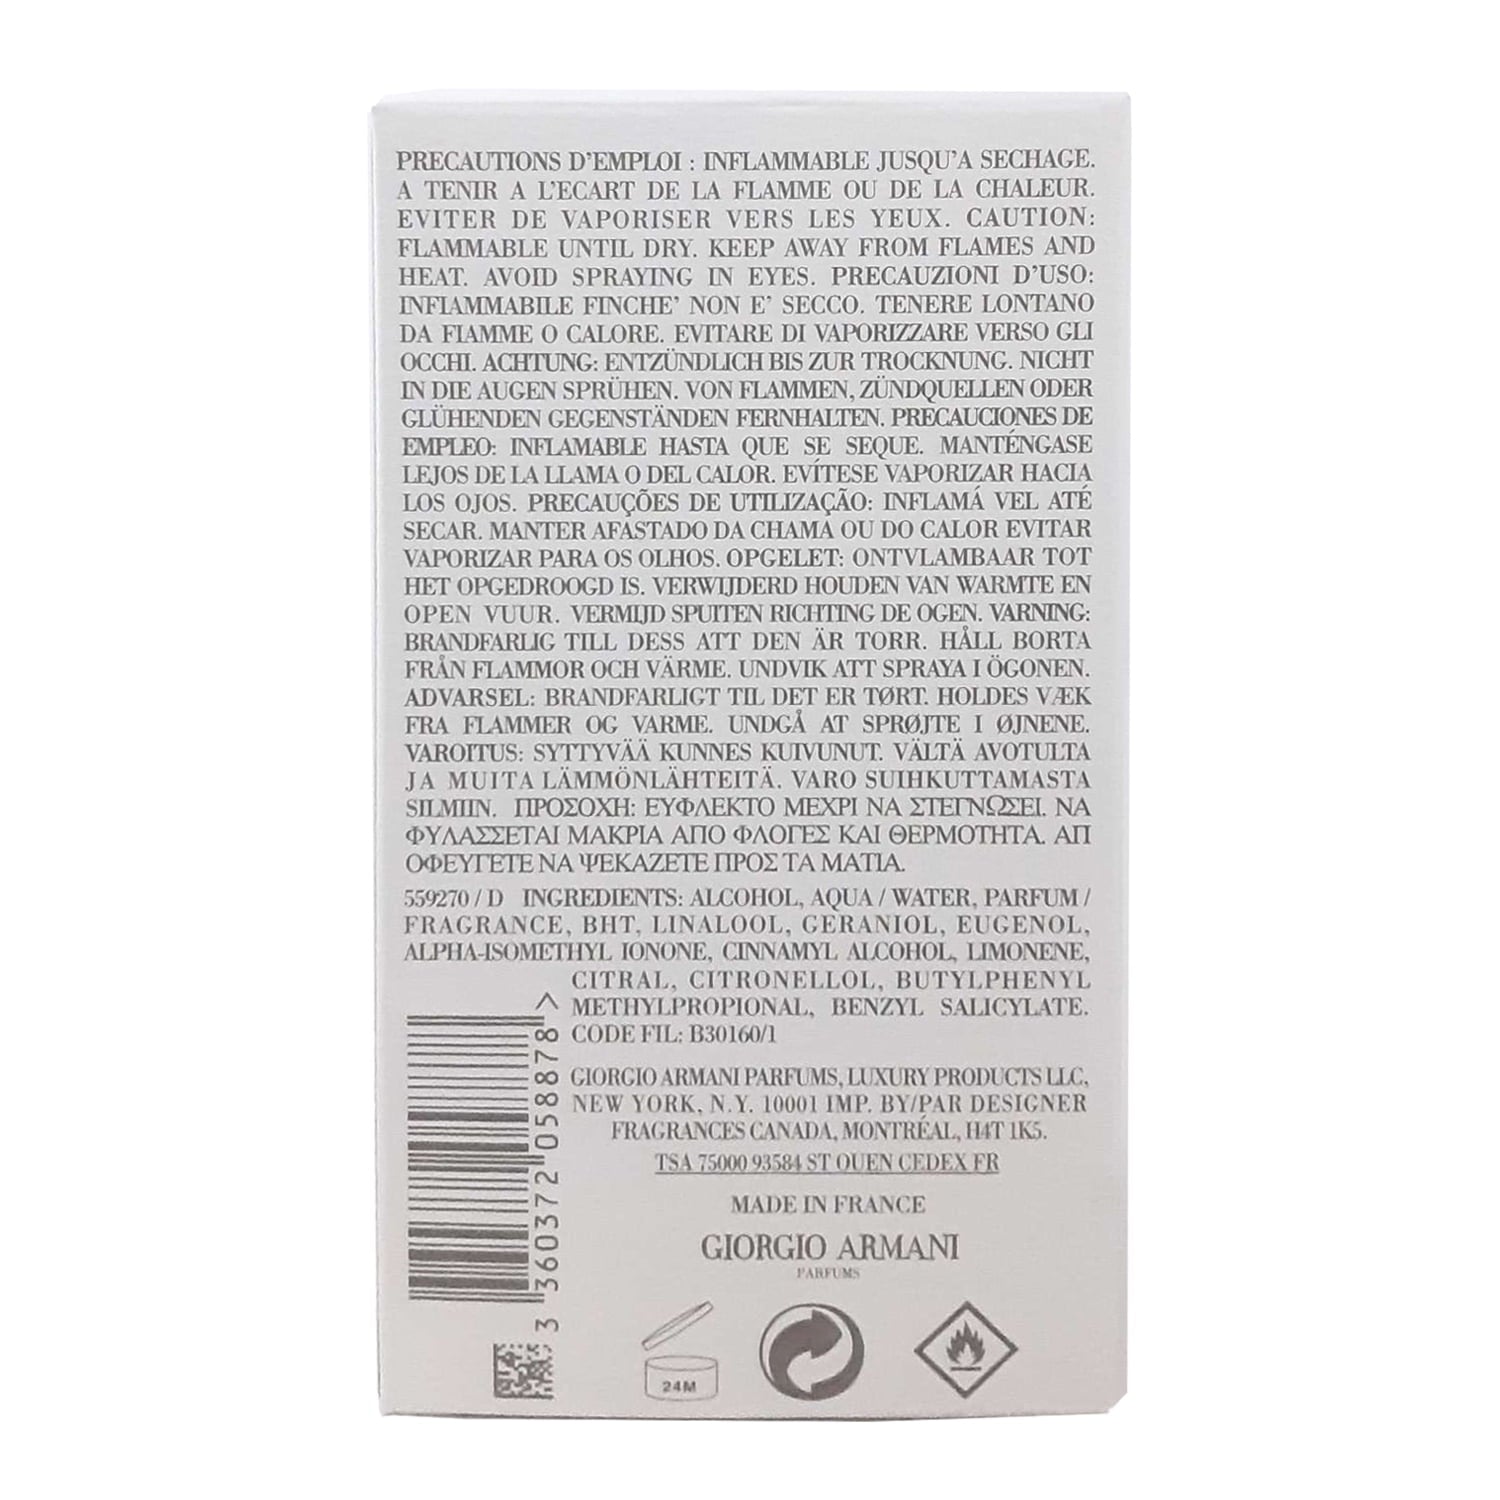 PRECAUTIONS D'EMPLOI : INFLAMMABLE JUSQU'A SECHAGE.
A TENIR A L'ECART DE LA FLAMME OU DE LA CHALEUR.
EVITER DE VAPORISER VERS LES YEUX. CAUTION:
FLAMMABLE UNTIL DRY. KEEP AWAY FROM FLAMES AND
HEAT. AVOID SPRAYING IN EYES. PRECAUZIONI D'USO:
INFIAMMABILE FINCHE' NON E' SECCO. TENERE LONTANO
DA FIAMME O CALORE. EVITARE DI VAPORIZZARE VERSO GLI
OCCHI. ACHTUNG: ENTZÜNDLICH BIS ZUR TROCKNUNG. NICHT
IN DIE AUGEN SPRÜHEN. VON FLAMMEN, ZÜNDQUELLEN ODER
GLÜHENDEN GEGENSTÄNDEN FERNHALTEN. PRECAUCIONES DE
EMPLEO: INFLAMABLE HASTA QUE SE SEQUE. MANTÉNGASE
LEJOS DE LA LLAMA O DEL CALOR. EVÍTESE VAPORIZAR HACIA
LOS OJOS. PRECAUÇÕES DE UTILIZAÇÃO: INFLAMÁ VEL ATÉ
SECAR. MANTER AFASTADO DA CHAMA OU DO CALOR EVITAR
VAPORIZAR PARA OS OLHOS. OPGELET: ONTVLAMBAAR TOT
HET OPGEDROOGD IS. VERWIJDERD HOUDEN VAN WARMTE EN
OPEN VUUR. VERMIJD SPUITEN RICHTING DE OGEN. VARNING:
BRANDFARLIG TILL DESS ATT DEN ÄR TORR. HÅLL BORTA
FRÅN FLAMMOR OCH VÄRME. UNDVIK ATT SPRAYA I ÖGONEN.
ADVARSEL: BRANDFARLIGT TIL DET ER TØRT. HOLDES VÆK
FRA FLAMMER OG VARME. UNDGÅ AT SPRØJTE I ØJNENE.
VAROITUS: SYTTYVÄÄ KUNNES KUIVUNUT. VÄLTÄ AVOTULTA
JA MUITA LÄMMÖNLÄHTEITÄ. VARO SUIHKUTTAMASTA
SILMIIN. ΠΡΟΣΟΧΗ: ΕΥΦΛΕΚΤΟ ΜΕΧΡΙ ΝΑ ΣΤΕΓΝΩΣΕΙ. ΝΑ
ΦΥΛΑΣΣΕΤΑΙ ΜΑΚΡΙΑ ΑΠΟ ΦΛΟΓΕΣ ΚΑΙ ΘΕΡΜΟΤΗΤΑ. ΑΠ
ΟΦΕΥΓΕΤΕ ΝΑ ΨΕΚΑΖΕΤΕ ΠΡΟΣ ΤΑ ΜΑΤΙΑ.
559270 / D INGREDIENTS: ALCOHOL, AQUA / WATER, PARFUM /
FRAGRANCE, BHT, LINALOOL, GERANIOL, EUGENOL,
ALPHA-ISOMETHYL IONONE, CINNAMYL ALCOHOL, LIMONENE,
CITRAL, CITRONELLOL, BUTYLPHENYL
METHYLPROPIONAL, BENZYL SALICYLATE.
CODE FIL: B30160/1
GIORGIO ARMANI PARFUMS, LUXURY PRODUCTS LLC,
NEW YORK, N.Y. 10001 IMP. BY/PAR DESIGNER
FRAGRANCES CANADA, MONTRÉAL, H4T 1K5.
TSA 75000 93584 ST OUEN CEDEX FR
MADE IN FRANCE
GIORGIO ARMANI
PARFUMS
3 360372 058878 >
24M